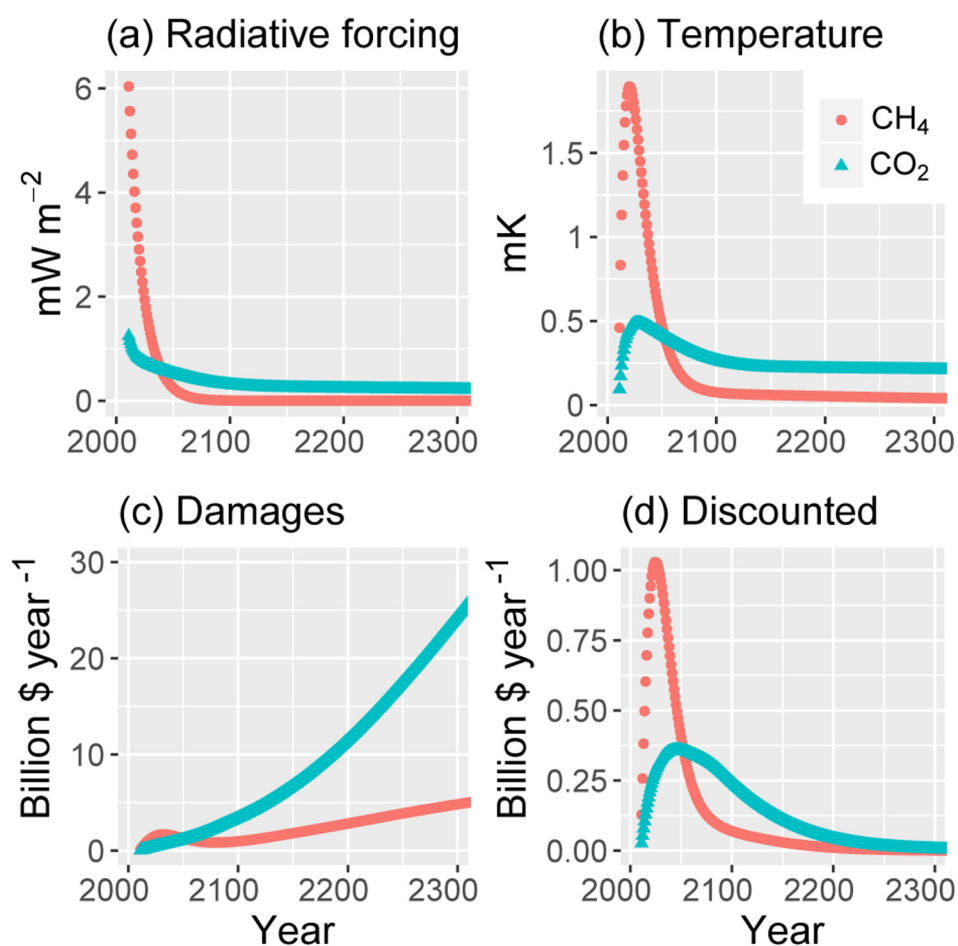 (a) Radiative forcing
(b) Temperature
6
4
2
0
mW m⁻²
2000 2100 2200 2300
1.5
1
0.5
0
mK
CH₄
CO₂
2000 2100 2200 2300
(c) Damages
(d) Discounted
30
20
10
0
Billion $ year⁻¹
2000 2100 2200 2300
Year
1.00
0.75
0.50
0.25
0.00
Billion $ year⁻¹
2000 2100 2200 2300
Year